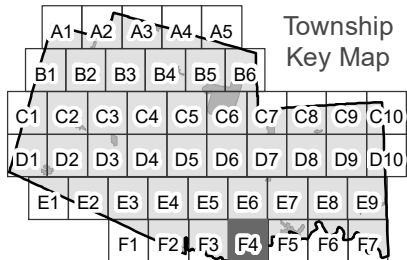 Township
Key Map
A1 A2 A3 A4 A5
B1 B2 B3 B4 B5 B6
C1 C2 C3 C4 C5 C6 C7 C8 C9 C10
D1 D2 D3 D4 D5 D6 D7 D8 D9 D10
E1 E2 E3 E4 E5 E6 E7 E8 E9
F1 F2 F3 F4 F5 F6 F7